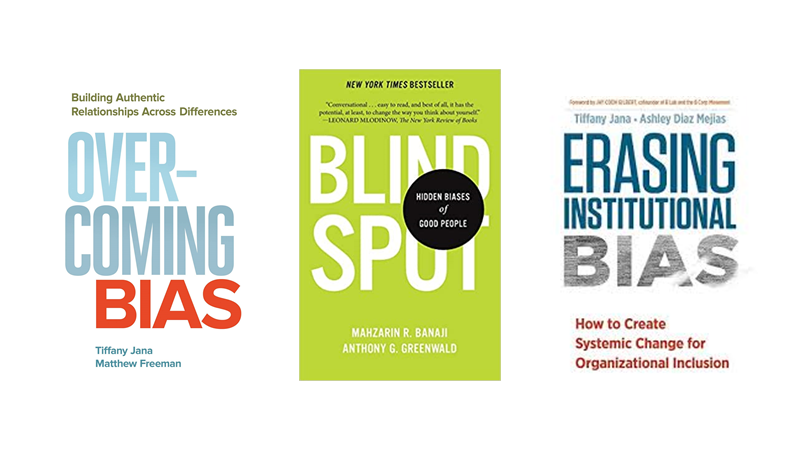 Building Authentic
Relationships Across Differences
OVER-
COMING
BIAS
Tiffany Jana
Matthew Freeman
NEW YORK TIMES BESTSELLER
“Conversational . . . easy to read, and best of all, it has the
potential, at least, to change the way you think about yourself.”
—LEONARD MLODINOW, The New York Review of Books
BLIND
SPOT
HIDDEN BIASES
of
GOOD PEOPLE
MAHZARIN R. BANAJI
ANTHONY G. GREENWALD
Foreword by JAY COEN GILBERT, cofounder of B Lab and the B Corp Movement
Tiffany Jana • Ashley Diaz Mejias
ERASING
INSTITUTIONAL
BIAS
How to Create
Systemic Change for
Organizational Inclusion